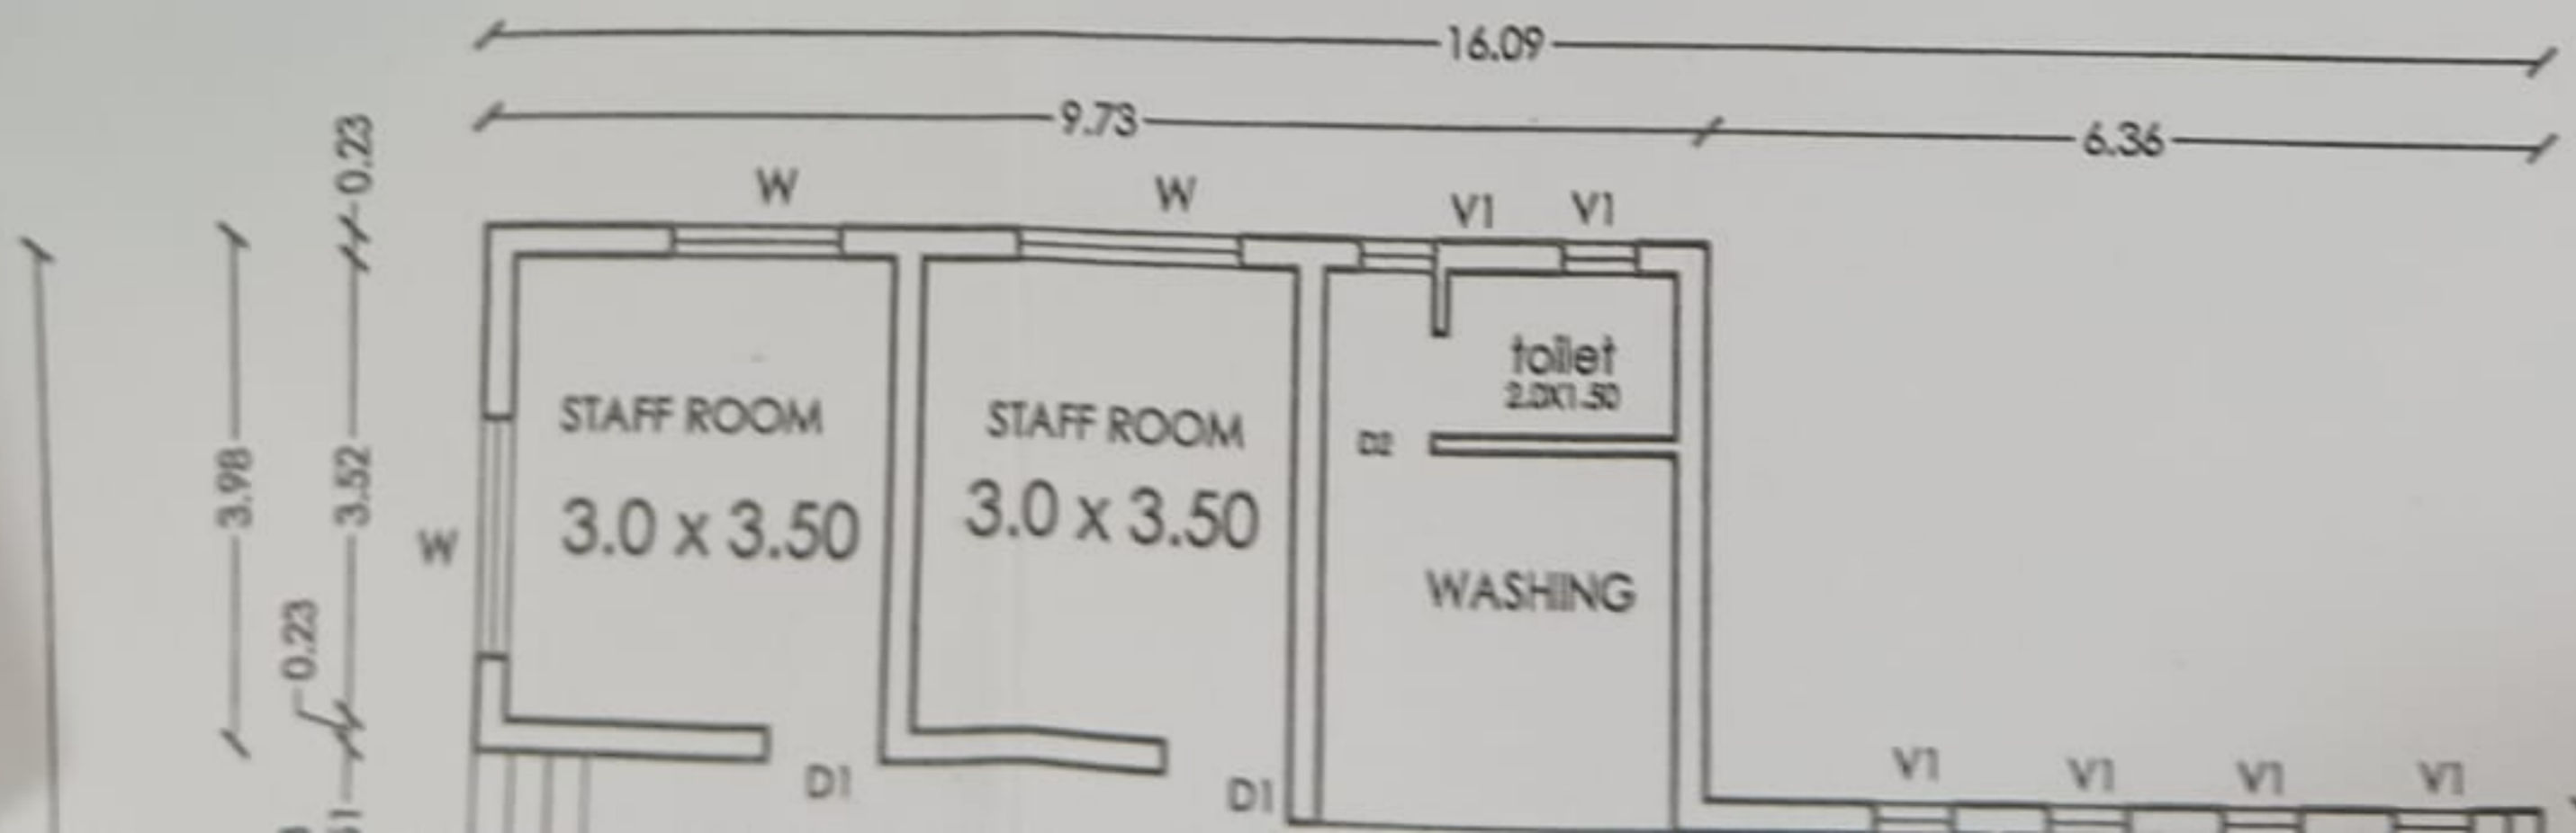 16.09
9.73
6.36
0.23
W
W
V1
V1
toilet
2.0X1.50
STAFF ROOM
STAFF ROOM
3.98
3.52
D2
3.0 x 3.50
3.0 x 3.50
W
WASHING
0.23
D1
D1
V1
V1
V1
V1